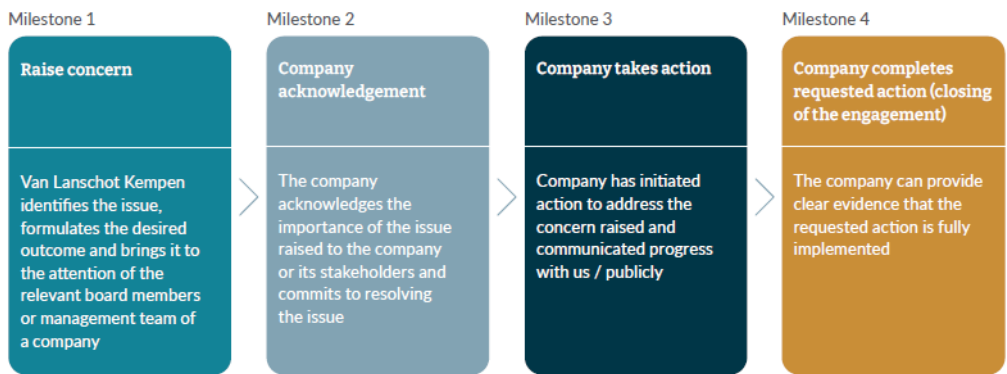 Milestone 1
Raise concern
Van Lanschot Kempen
identifies the issue,
formulates the desired
outcome and brings it to
the attention of the
relevant board members
or management team of
a company
Milestone 2
Company
acknowledgement
The company
acknowledges the
importance of the issue
raised to the company
or its stakeholders and
commits to resolving
the issue
Milestone 3
Company takes action
Company has initiated
action to address the
concern raised and
communicated progress
with us / publicly
Milestone 4
Company completes
requested action (closing
of the engagement)
The company can provide
clear evidence that the
requested action is fully
implemented